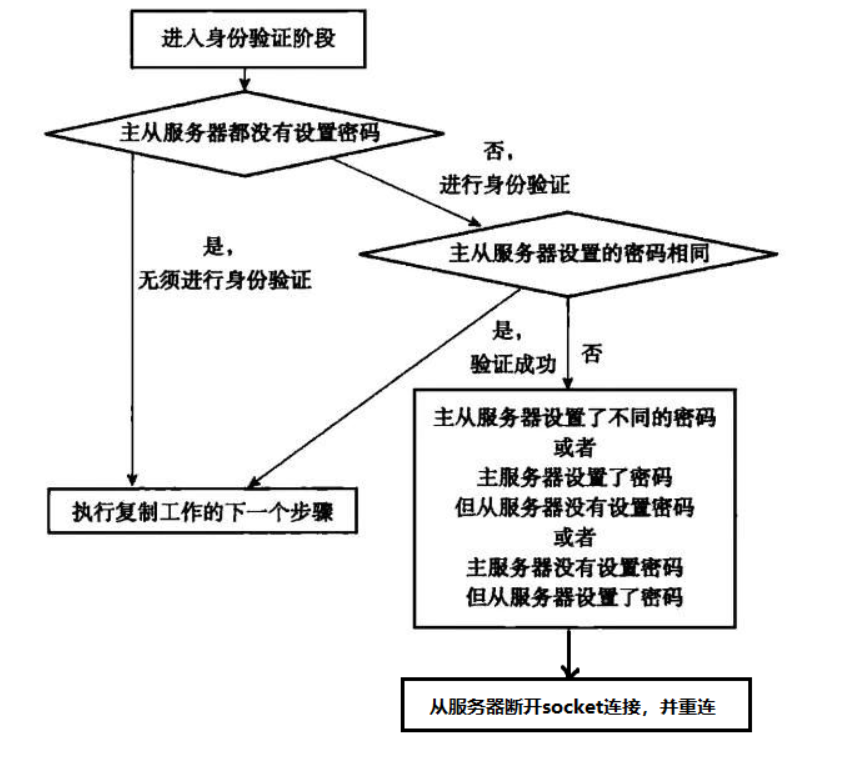 进入身份验证阶段
主从服务器都没有设置密码
否，
进行身份验证
是，
无须进行身份验证
主从服务器设置的密码相同
是，
验证成功
否
主从服务器设置了不同的密码
或者
主服务器设置了密码
但从服务器没有设置密码
或者
主服务器没有设置密码
但从服务器设置了密码
执行复制工作的下一个步骤
从服务器断开socket连接，并重连